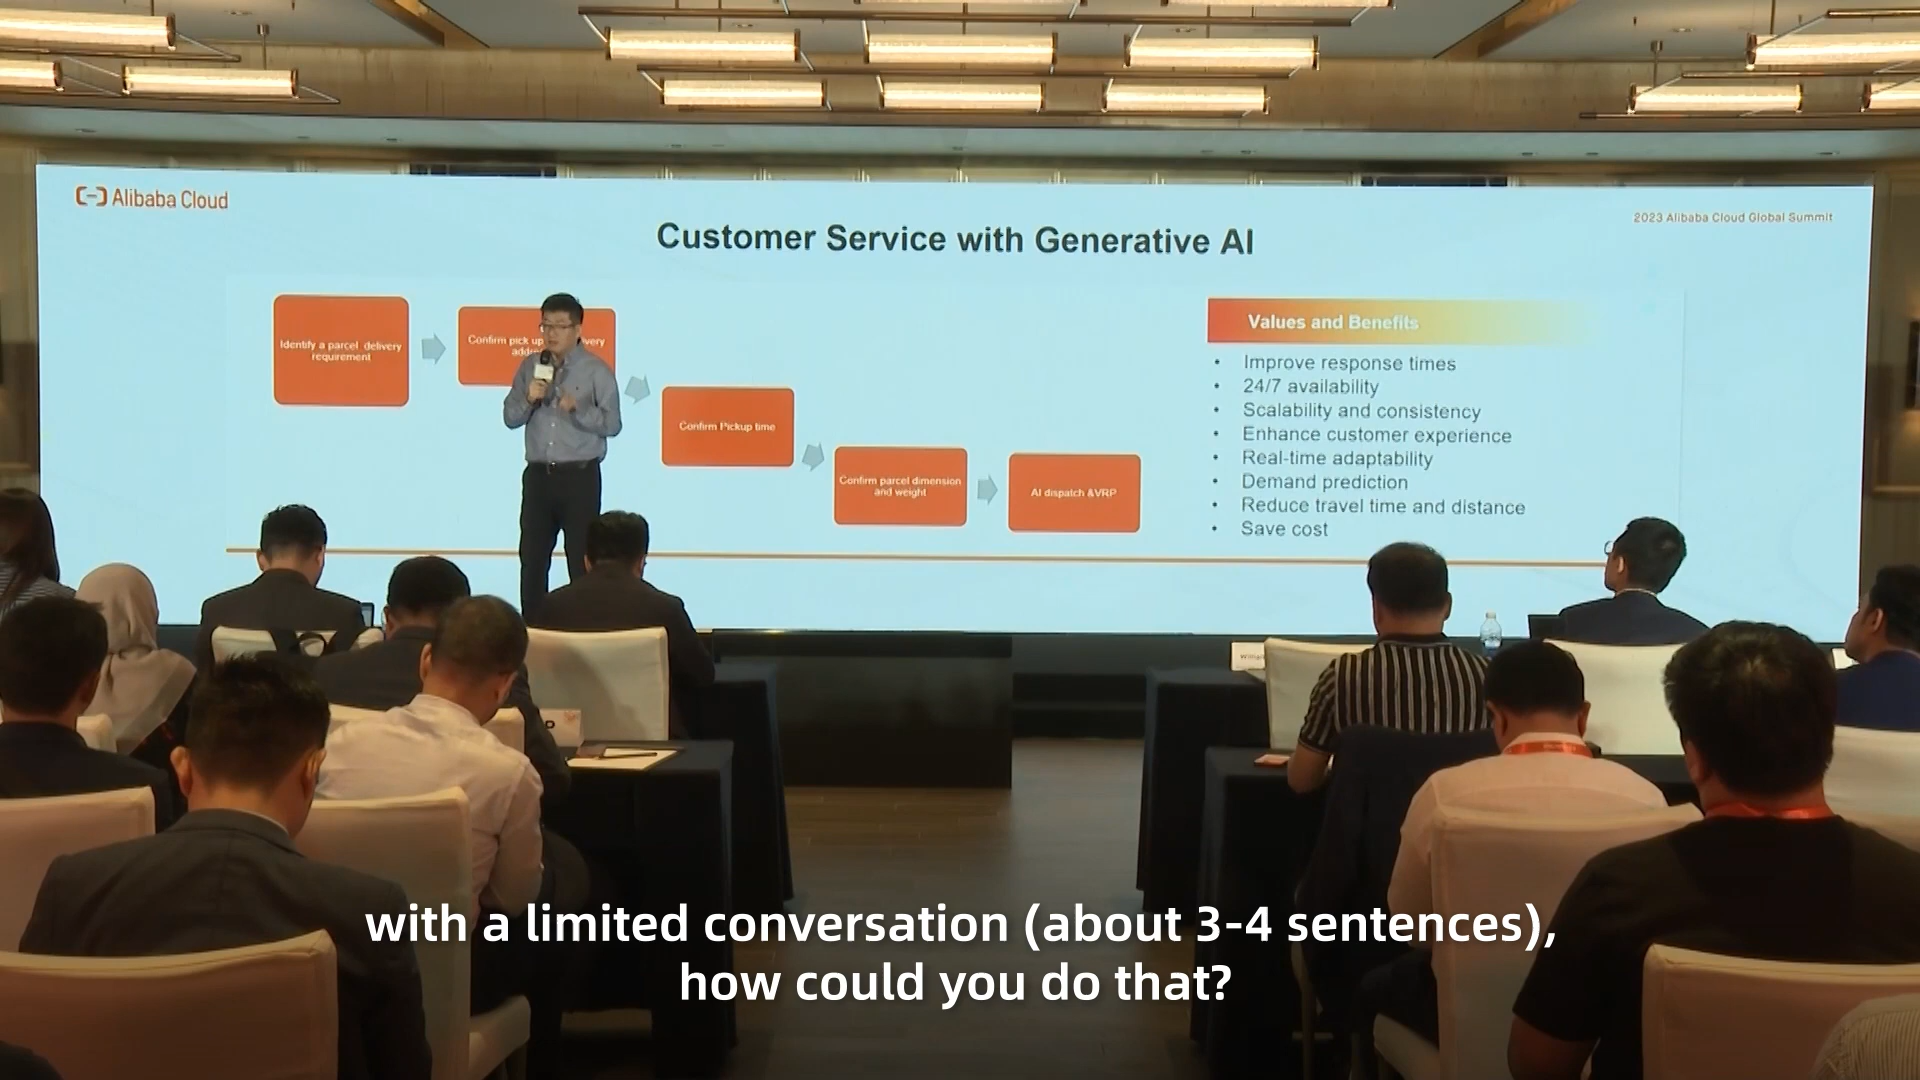 Alibaba Cloud
2023 Alibaba Cloud Global Summit
Customer Service with Generative AI
Identify a parcel delivery
requirement
Confirm pick up
Confirm Pickup time
Confirm parcel dimension
and weight
AI dispatch &VRP
Values and Benefits
• Improve response times
• 24/7 availability
• Scalability and consistency
• Enhance customer experience
• Real-time adaptability
• Demand prediction
• Reduce travel time and distance
• Save cost
with a limited conversation (about 3-4 sentences),
how could you do that?